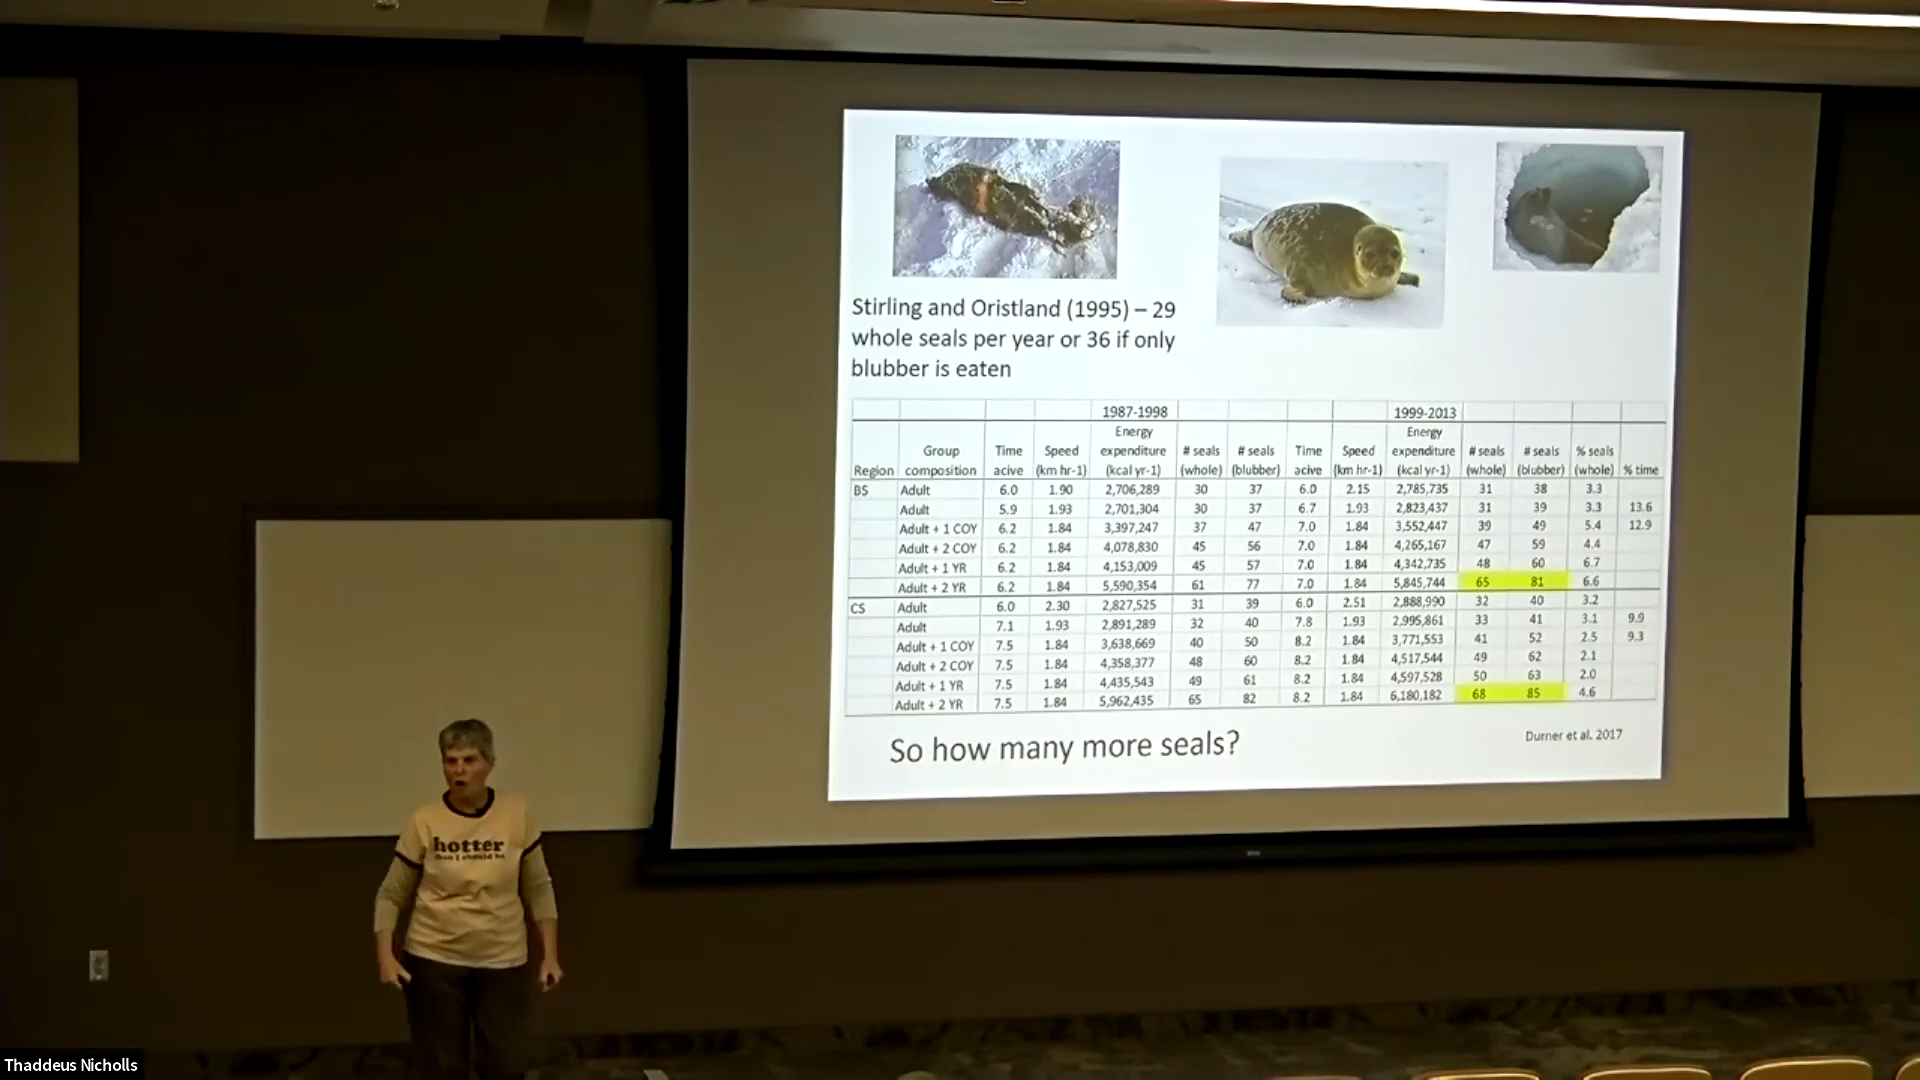 Stirling and Oristland (1995) – 29
whole seals per year or 36 if only
blubber is eaten
1987-1998 1999-2013
Energy Energy
Group Time Speed expenditure # seals # seals Time Speed expenditure # seals # seals % seals
Region composition acive (km hr-1) (kcal yr-1) (whole) (blubber) acive (km hr-1) (kcal yr-1) (whole) (blubber) (whole) % time
BS Adult 6.0 1.90 2,706,289 30 37 6.0 2.15 2,785,735 31 38 3.3
Adult 5.9 1.93 2,701,304 30 37 6.7 1.93 2,823,437 31 39 3.3 13.6
Adult + 1 COY 6.2 1.84 3,397,247 37 47 7.0 1.84 3,552,447 39 49 5.4 12.9
Adult + 2 COY 6.2 1.84 4,078,830 45 56 7.0 1.84 4,265,167 47 59 4.4
Adult + 1 YR 6.2 1.84 4,153,009 45 57 7.0 1.84 4,342,735 48 60 6.7
Adult + 2 YR 6.2 1.84 5,590,354 61 77 7.0 1.84 5,845,744 65 81 6.6
CS Adult 6.0 2.30 2,827,525 31 39 6.0 2.51 2,888,990 32 40 3.2
Adult 7.1 1.93 2,891,289 32 40 7.8 1.93 2,995,861 33 41 3.1 9.9
Adult + 1 COY 7.5 1.84 3,638,669 40 50 8.2 1.84 3,771,553 41 52 2.5 9.3
Adult + 2 COY 7.5 1.84 4,358,377 48 60 8.2 1.84 4,517,544 49 62 2.1
Adult + 1 YR 7.5 1.84 4,435,543 49 61 8.2 1.84 4,597,528 50 63 2.0
Adult + 2 YR 7.5 1.84 5,962,435 65 82 8.2 1.84 6,180,182 68 85 4.6
So how many more seals?
Durner et al. 2017
hotter
than I should be
Thaddeus Nicholls